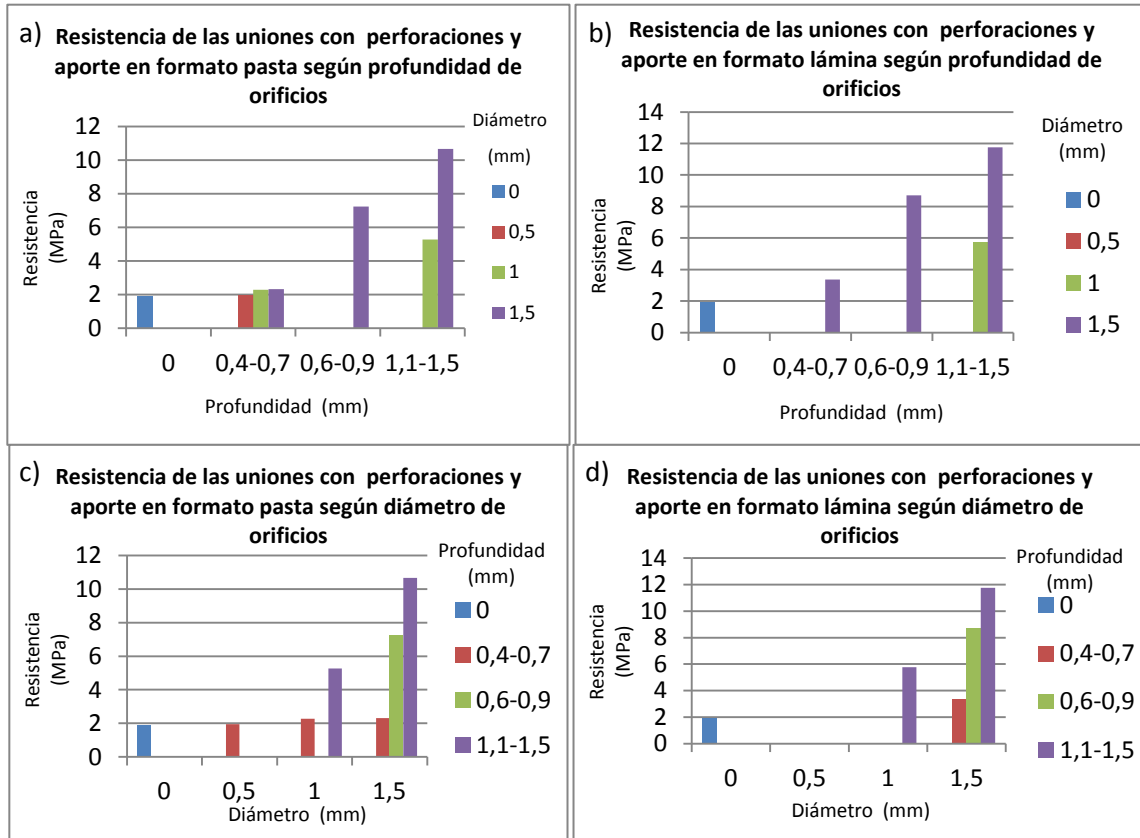 a) Resistencia de las uniones con perforaciones y
aporte en formato pasta según profundidad de
orificios
Diámetro
(mm)
0
0,5
1
1,5
Resistencia
(MPa)
12
10
8
6
4
2
0
0 0,4-0,7 0,6-0,9 1,1-1,5
Profundidad (mm)
b) Resistencia de las uniones con perforaciones y
aporte en formato lámina según profundidad de
orificios
Diámetro
(mm)
0
0,5
1
1,5
Resistencia
(MPa)
14
12
10
8
6
4
2
0
0 0,4-0,7 0,6-0,9 1,1-1,5
Profundidad (mm)
c) Resistencia de las uniones con perforaciones y
aporte en formato pasta según diámetro de
orificios
Profundidad
(mm)
0
0,4-0,7
0,6-0,9
1,1-1,5
Resistencia
(MPa)
12
10
8
6
4
2
0
0 0,5 1 1,5
Diámetro (mm)
d) Resistencia de las uniones con perforaciones y
aporte en formato lámina según diámetro de
orificios
Profundidad
(mm)
0
0,4-0,7
0,6-0,9
1,1-1,5
Resistencia
(MPa)
14
12
10
8
6
4
2
0
0 0,5 1 1,5
Diámetro (mm)